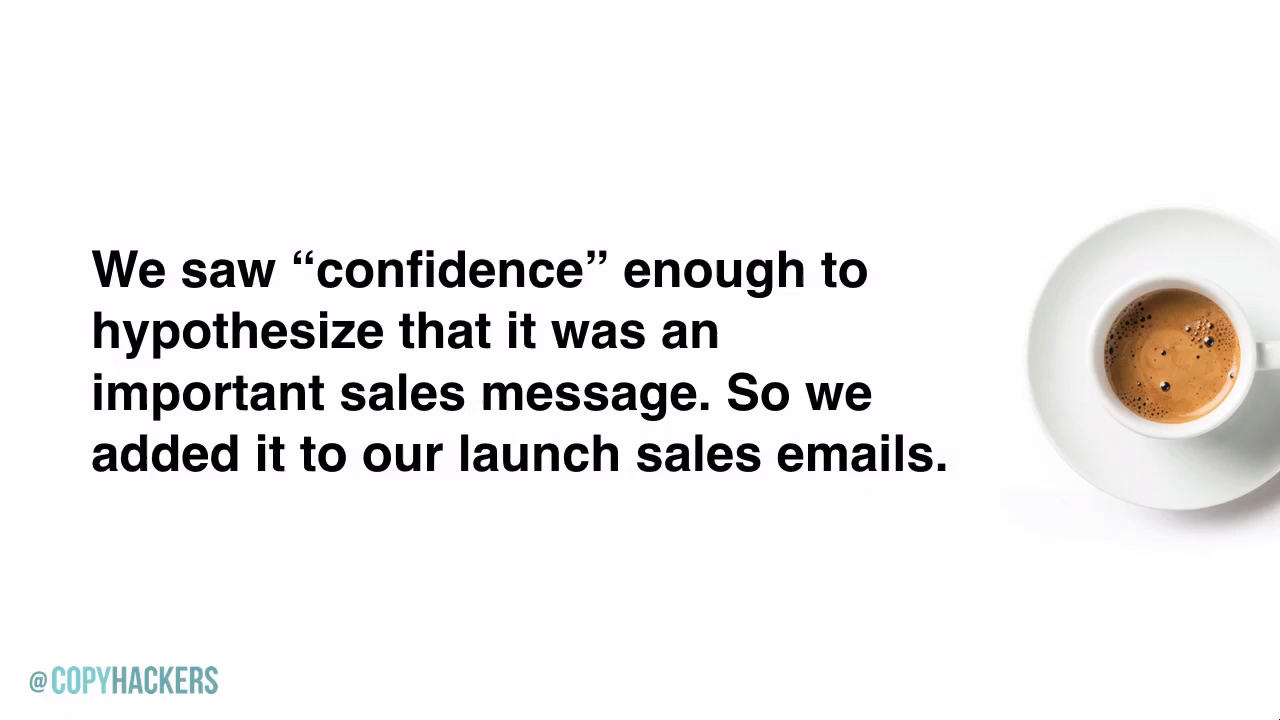 We saw “confidence” enough to
hypothesize that it was an
important sales message. So we
added it to our launch sales emails.
@COPYHACKERS